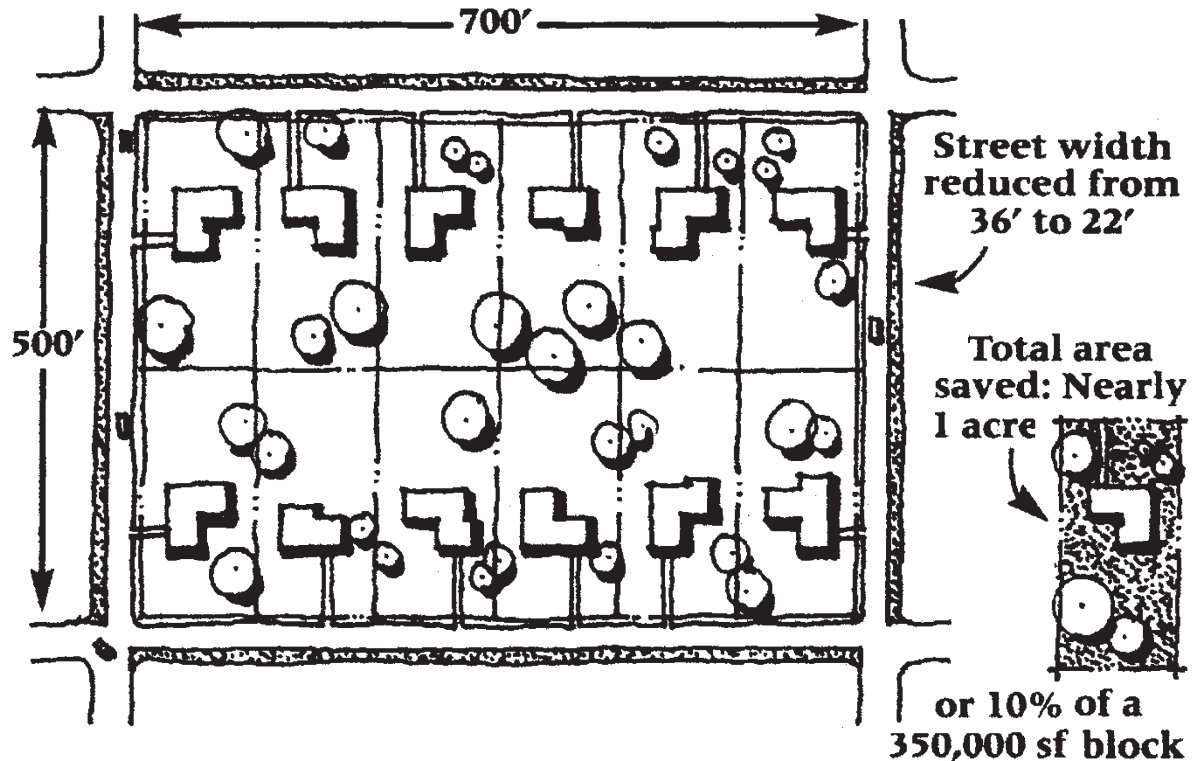 700′
500′
Street width
reduced from
36′ to 22′
Total area
saved: Nearly
1 acre
or 10% of a
350,000 sf block